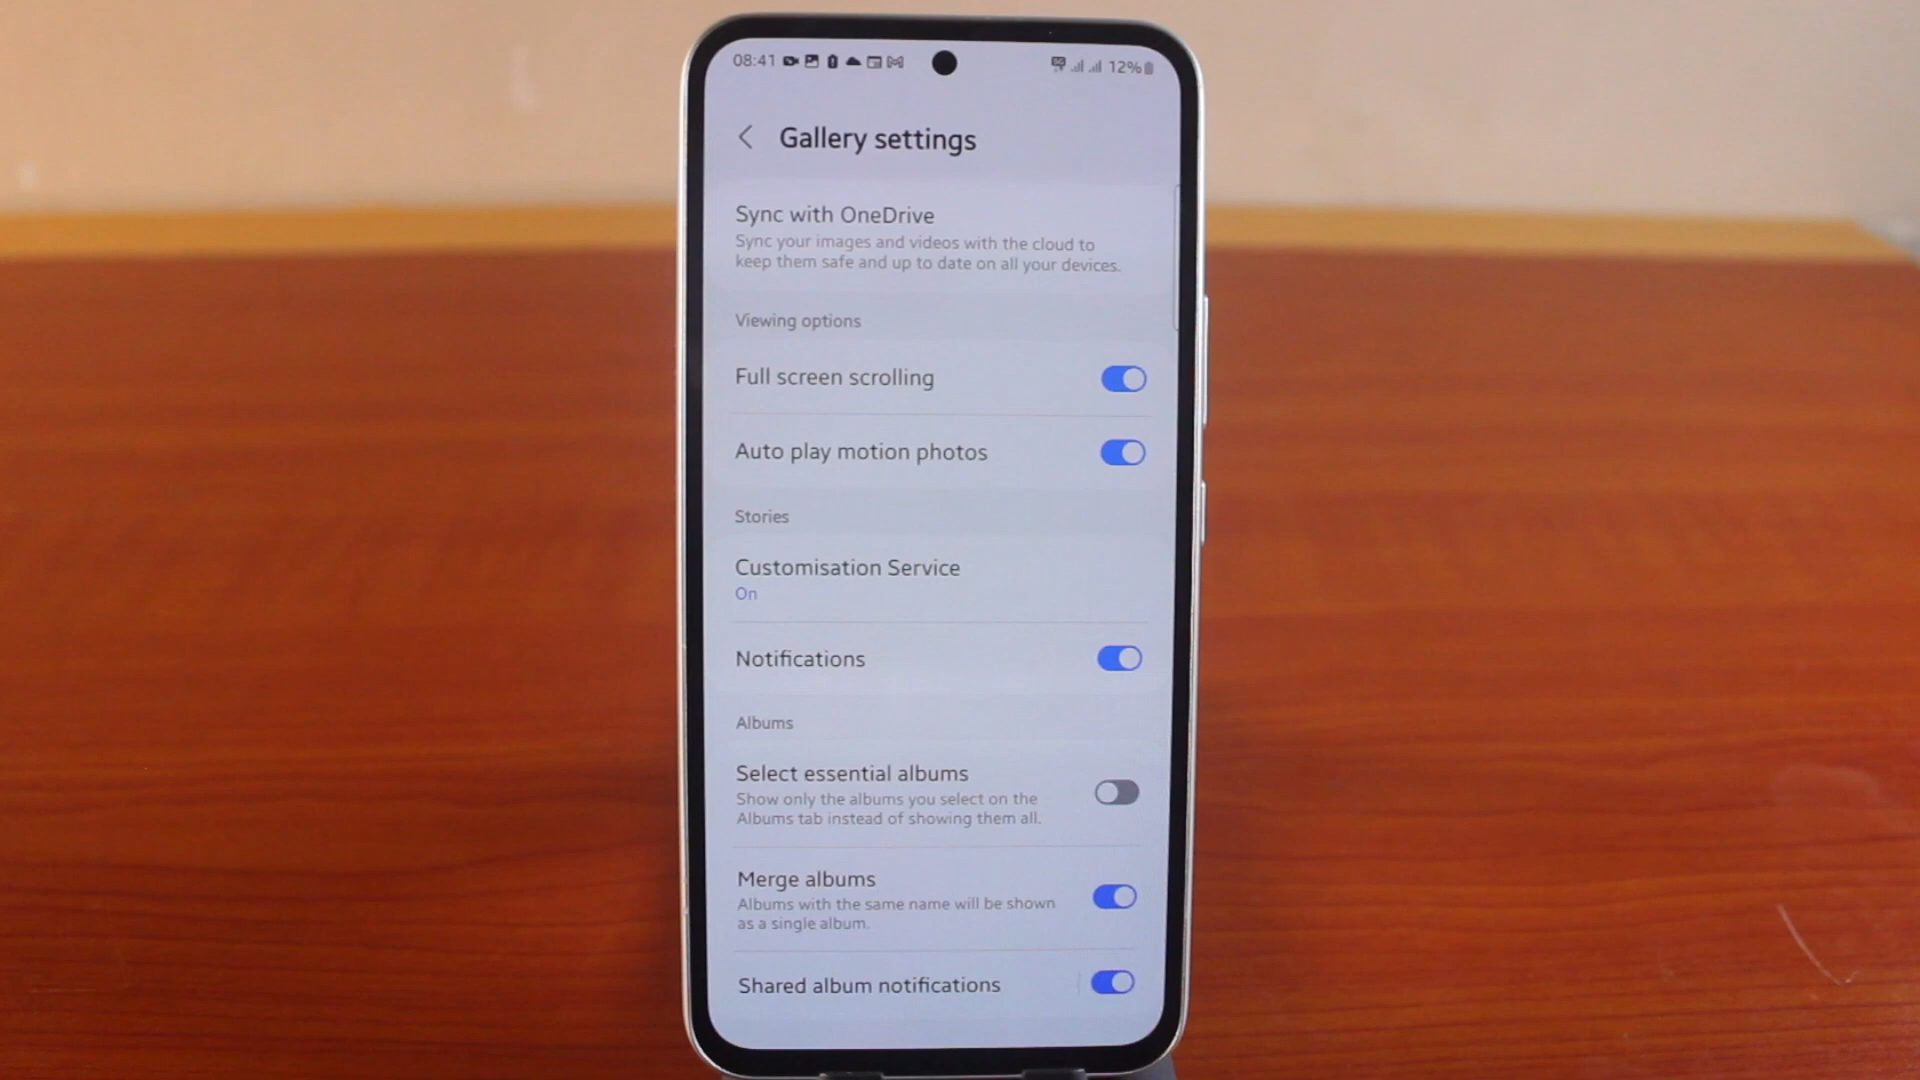 08:41
12%
Gallery settings
Sync with OneDrive
Sync your images and videos with the cloud to
keep them safe and up to date on all your devices.
Viewing options
Full screen scrolling
Auto play motion photos
Stories
Customisation Service
On
Notifications
Albums
Select essential albums
Show only the albums you select on the
Albums tab instead of showing them all.
Merge albums
Albums with the same name will be shown
as a single album.
Shared album notifications